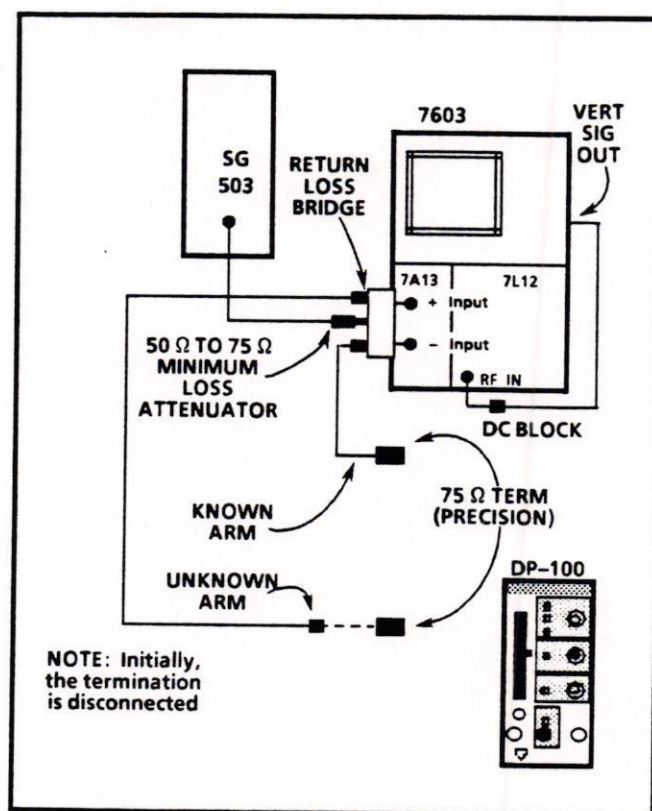 7603
VERT
SIG
OUT
SG
503
RETURN
LOSS
BRIDGE
7A13
7L12
+ Input
- Input
50 Ω TO 75 Ω
MINIMUM
LOSS
ATTENUATOR
RF IN
DC BLOCK
KNOWN
ARM
75 Ω TERM
(PRECISION)
UNKNOWN
ARM
DP-100
NOTE: Initially,
the termination
is disconnected